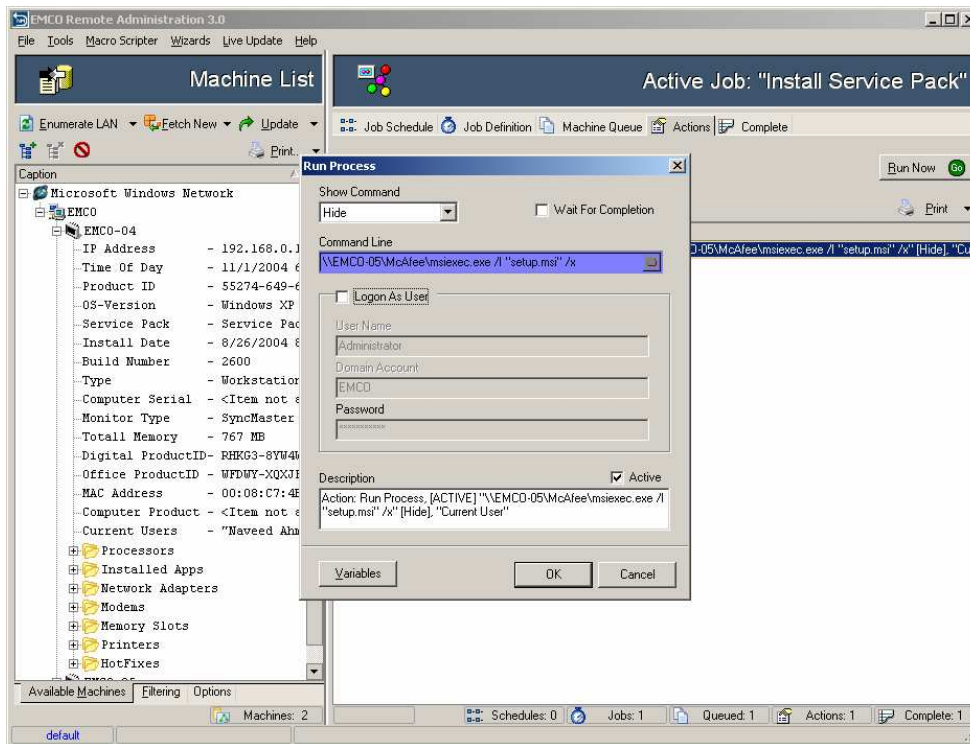 EMCO Remote Administration 3.0
File Tools Macro Scripter Wizards Live Update Help
Machine List
Active Job: "Install Service Pack"
Enumerate LAN Fetch New Update
Job Schedule Job Definition Machine Queue Actions Complete
Print..
Run Now Go
Caption
Print
Microsoft Windows Network
EMCO
EMCO-04
IP Address - 192.168.0.1
Time Of Day - 11/1/2004 6
Product ID - 55274-649-6
OS-Version - Windows XP
Service Pack - Service Pac
Install Date - 8/26/2004 8
Build Number - 2600
Type - Workstation
Computer Serial - <Item not a
Monitor Type - SyncMaster
Totall Memory - 767 MB
Digital ProductID- RHKG3-8YW4W
Office ProductID - WFDWY-XQXJF
MAC Address - 00:08:C7:4E
Computer Product - <Item not a
Current Users - "Naveed Ahm
Processors
Installed Apps
Network Adapters
Modems
Memory Slots
Printers
HotFixes
EMCO-05
Available Machines Filtering Options
Machines: 2
default
Run Process
Show Command
Hide
Wait For Completion
Command Line
\\EMCO-05\McAfee\msiexec.exe /I "setup.msi" /x
Logon As User
User Name
Administrator
Domain Account
EMCO
Password
***********
Description
Active
Action: Run Process, [ACTIVE] "\\EMCO-05\McAfee\msiexec.exe /I
"setup.msi" /x" [Hide], "Current User"
Variables OK Cancel
O-05\McAfee\msiexec.exe /I "setup.msi" /x" [Hide], "Cu
Schedules: 0 Jobs: 1 Queued: 1 Actions: 1 Complete: 1